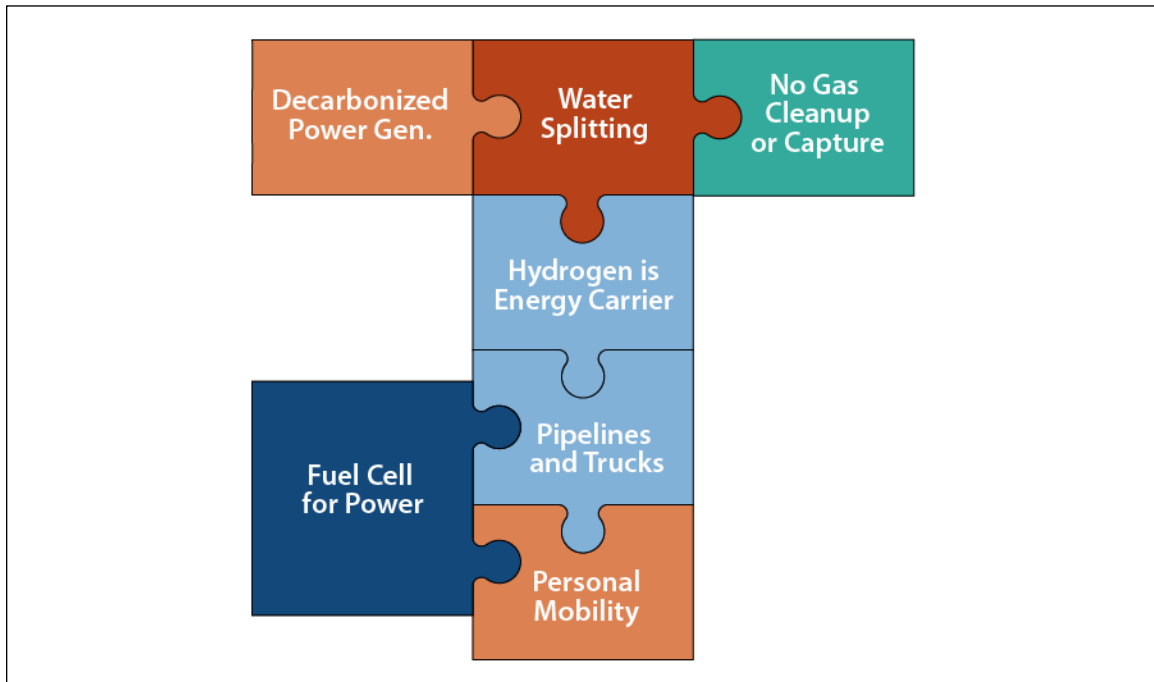 Decarbonized
Power Gen.
Water
Splitting
No Gas
Cleanup
or Capture
Hydrogen is
Energy Carrier
Pipelines
and Trucks
Fuel Cell
for Power
Personal
Mobility